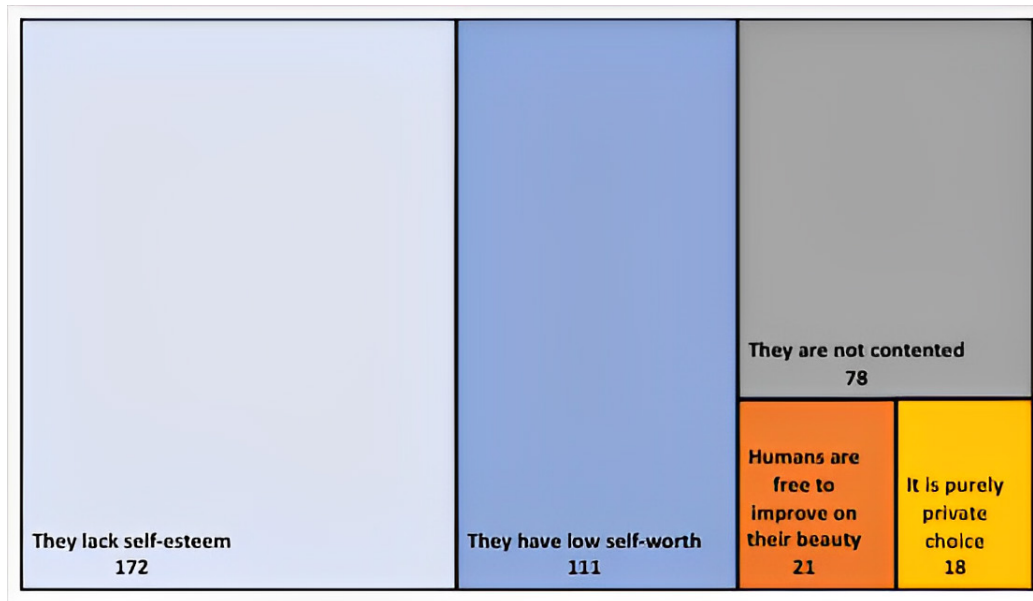 They lack self-esteem
172
They have low self-worth
111
They are not contented
78
Humans are
free to
improve on
their beauty
21
It is purely
private
choice
18